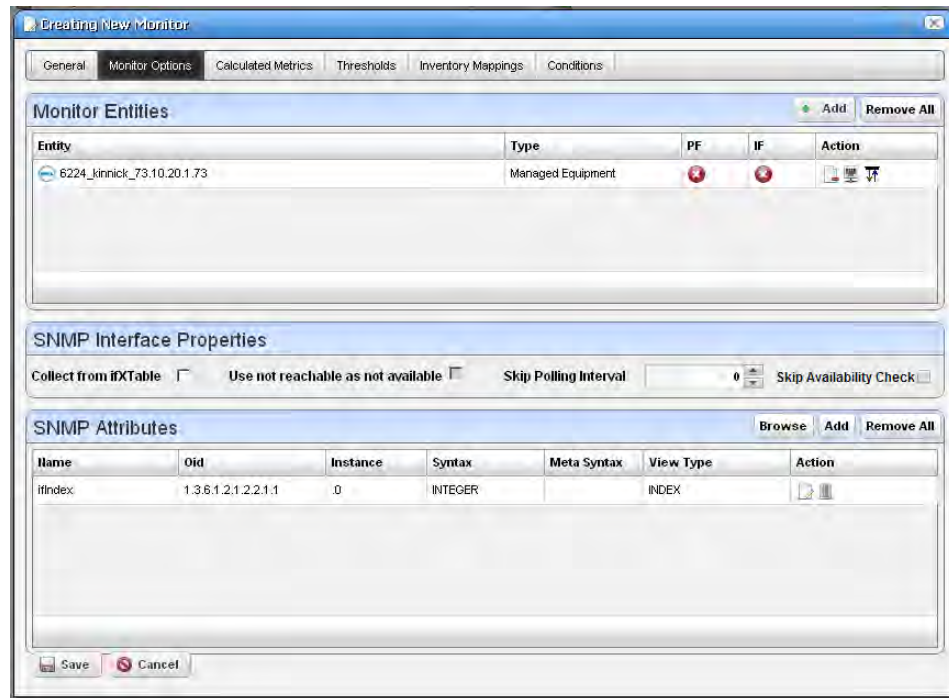 Creating New Monitor
General Monitor Options Calculated Metrics Thresholds Inventory Mappings Conditions
Monitor Entities Add Remove All
Entity Type PF IF Action
6224_kinnick_73.10.20.1.73 Managed Equipment
SNMP Interface Properties
Collect from ifXTable Use not reachable as not available Skip Polling Interval 0 Skip Availability Check
SNMP Attributes Browse Add Remove All
Name Oid Instance Syntax Meta Syntax View Type Action
ifIndex 1.3.6.1.2.1.2.2.1.1 .0 INTEGER INDEX
Save Cancel